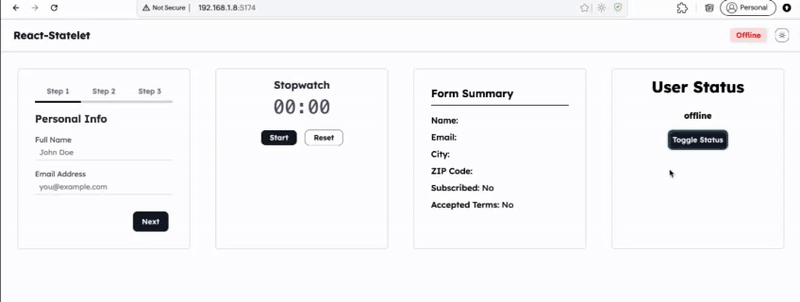 Not Secure 192.168.1.8:5174
Personal
React-Statelet
Offline
Step 1 Step 2 Step 3
Personal Info
Full Name
John Doe
Email Address
you@example.com
Next
Stopwatch
00:00
Start Reset
Form Summary
Name:
Email:
City:
ZIP Code:
Subscribed: No
Accepted Terms: No
User Status
offline
Toggle Status